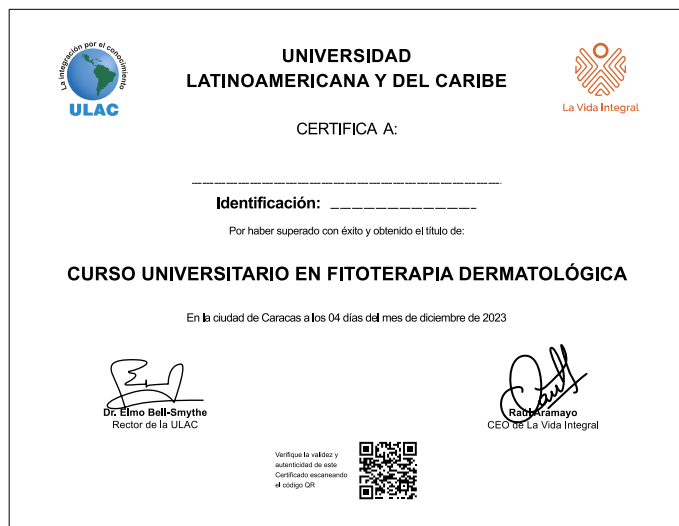 La integración por el conocimiento
ULAC
UNIVERSIDAD
LATINOAMERICANA Y DEL CARIBE
La Vida Integral
CERTIFICA A:
Identificación:
Por haber superado con éxito y obtenido el título de:
CURSO UNIVERSITARIO EN FITOTERAPIA DERMATOLÓGICA
En la ciudad de Caracas a los 04 días del mes de diciembre de 2023
Dr. Elmo Bell-Smythe
Rector de la ULAC
Raúl Aramayo
CEO de La Vida Integral
Verifique la validez y
autenticidad de este
Certificado escaneando
el código QR